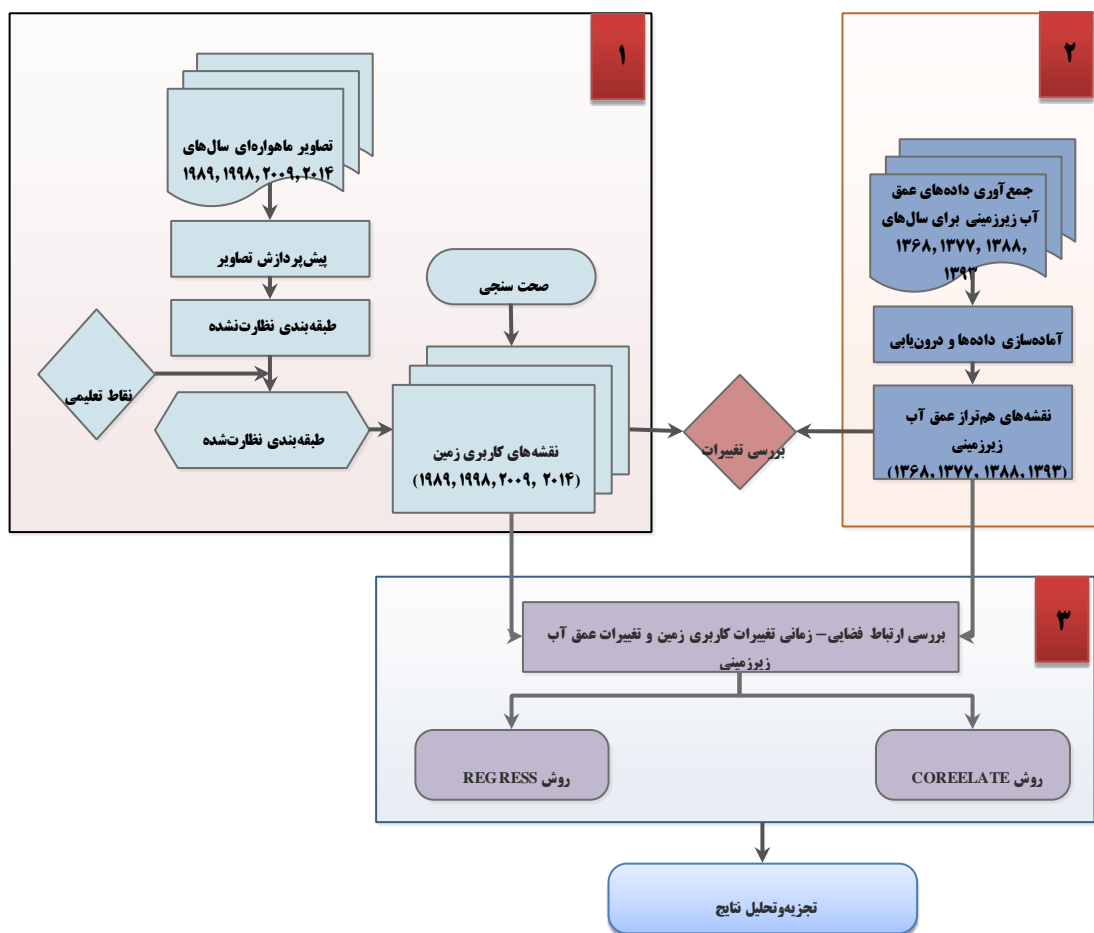 ۱
تصاویر ماهواره‌ای سال‌های
۱۹۸۹, ۱۹۹۸, ۲۰۰۹, ۲۰۱۴
پیش‌پردازش تصاویر
طبقه‌بندی نظارت‌نشده
نقاط تعلیمی
طبقه‌بندی نظارت‌شده
صحت سنجی
نقشه‌های کاربری زمین
(۱۹۸۹, ۱۹۹۸, ۲۰۰۹, ۲۰۱۴)
بررسی تغییرات
۲
جمع‌آوری داده‌های عمق
آب زیرزمینی برای سال‌های
۱۳۶۸, ۱۳۷۷, ۱۳۸۸,
۱۳۹۳
آماده‌سازی داده‌ها و درون‌یابی
نقشه‌های هم‌تراز عمق آب
زیرزمینی
(۱۳۶۸, ۱۳۷۷, ۱۳۸۸, ۱۳۹۳)
۳
بررسی ارتباط فضایی– زمانی تغییرات کاربری زمین و تغییرات عمق آب
زیرزمینی
روش REGRESS
روش COREELATE
تجزیه‌وتحلیل نتایج